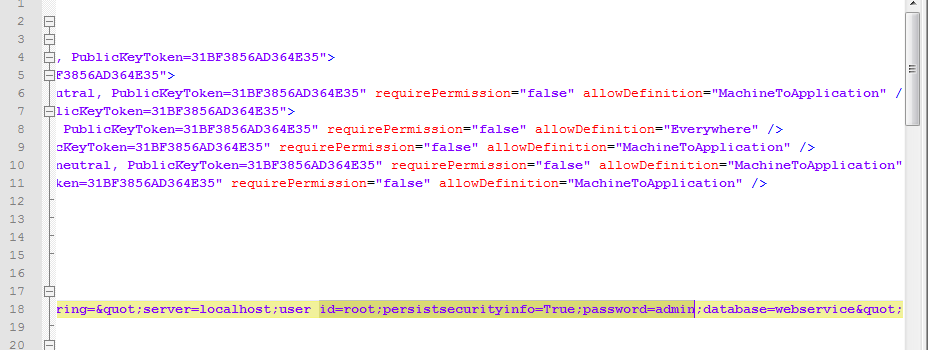 1
2
3
4 , PublicKeyToken=31BF3856AD364E35">
5 F3856AD364E35">
6 utral, PublicKeyToken=31BF3856AD364E35" requirePermission="false" allowDefinition="MachineToApplication" /
7 licKeyToken=31BF3856AD364E35">
8 PublicKeyToken=31BF3856AD364E35" requirePermission="false" allowDefinition="Everywhere" />
9 cKeyToken=31BF3856AD364E35" requirePermission="false" allowDefinition="MachineToApplication" />
10 neutral, PublicKeyToken=31BF3856AD364E35" requirePermission="false" allowDefinition="MachineToApplication"
11 ken=31BF3856AD364E35" requirePermission="false" allowDefinition="MachineToApplication" />
12
13
14
15
16
17
18 ring=&quot;server=localhost;user id=root;persistsecurityinfo=True;password=admin;database=webservice&quot;
19
20